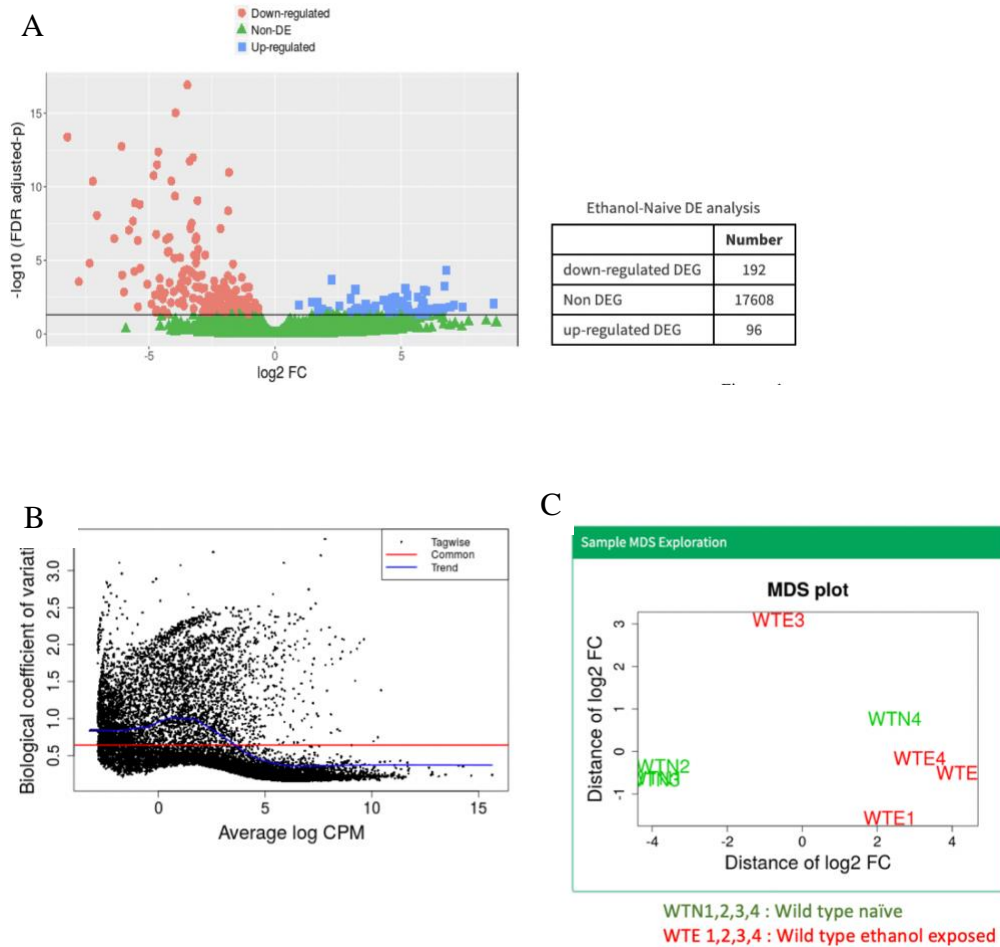 A
Down-regulated
Non-DE
Up-regulated
-log10 (FDR adjusted-p)
15
10
5
0
-5
0
5
log2 FC
Ethanol-Naive DE analysis
Number
down-regulated DEG 192
Non DEG 17608
up-regulated DEG 96
B
Tagwise
Common
Trend
Biological coefficient of variati
3.0
2.5
2.0
1.5
1.0
0.5
0 5 10 15
Average log CPM
C
Sample MDS Exploration
MDS plot
Distance of log2 FC
3
2
1
0
-1
WTE3
WTN4
WTN2
WTE4
WTE
WTE1
-4 -2 0 2 4
Distance of log2 FC
WTN1,2,3,4 : Wild type naïve
WTE 1,2,3,4 : Wild type ethanol exposed